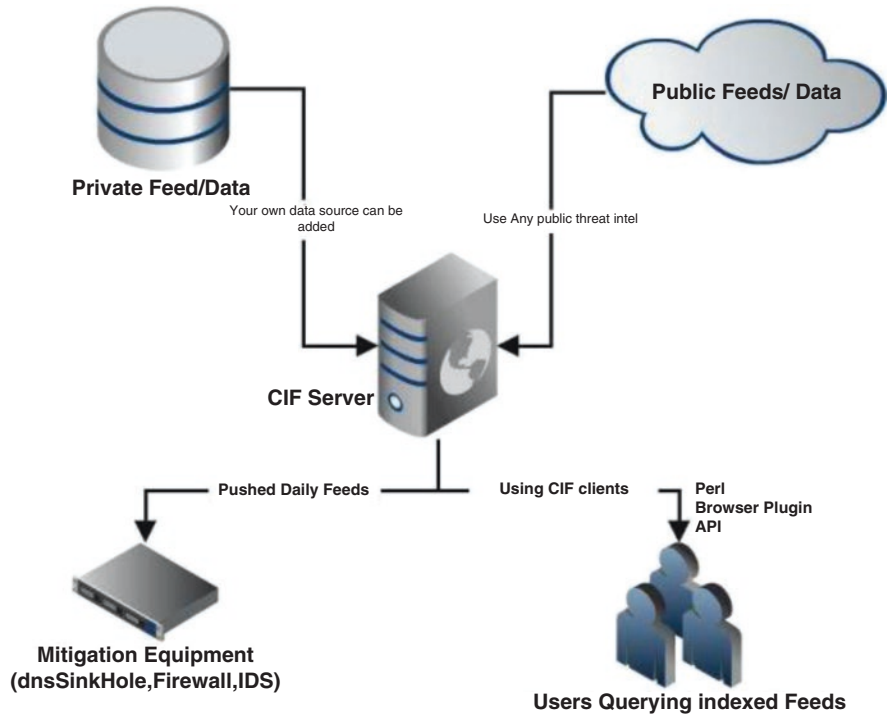 Public Feeds/ Data
Private Feed/Data
Your own data source can be
added
Use Any public threat intel
CIF Server
Pushed Daily Feeds
Using CIF clients
Perl
Browser Plugin
API
Mitigation Equipment
(dnsSinkHole,Firewall,IDS)
Users Querying indexed Feeds